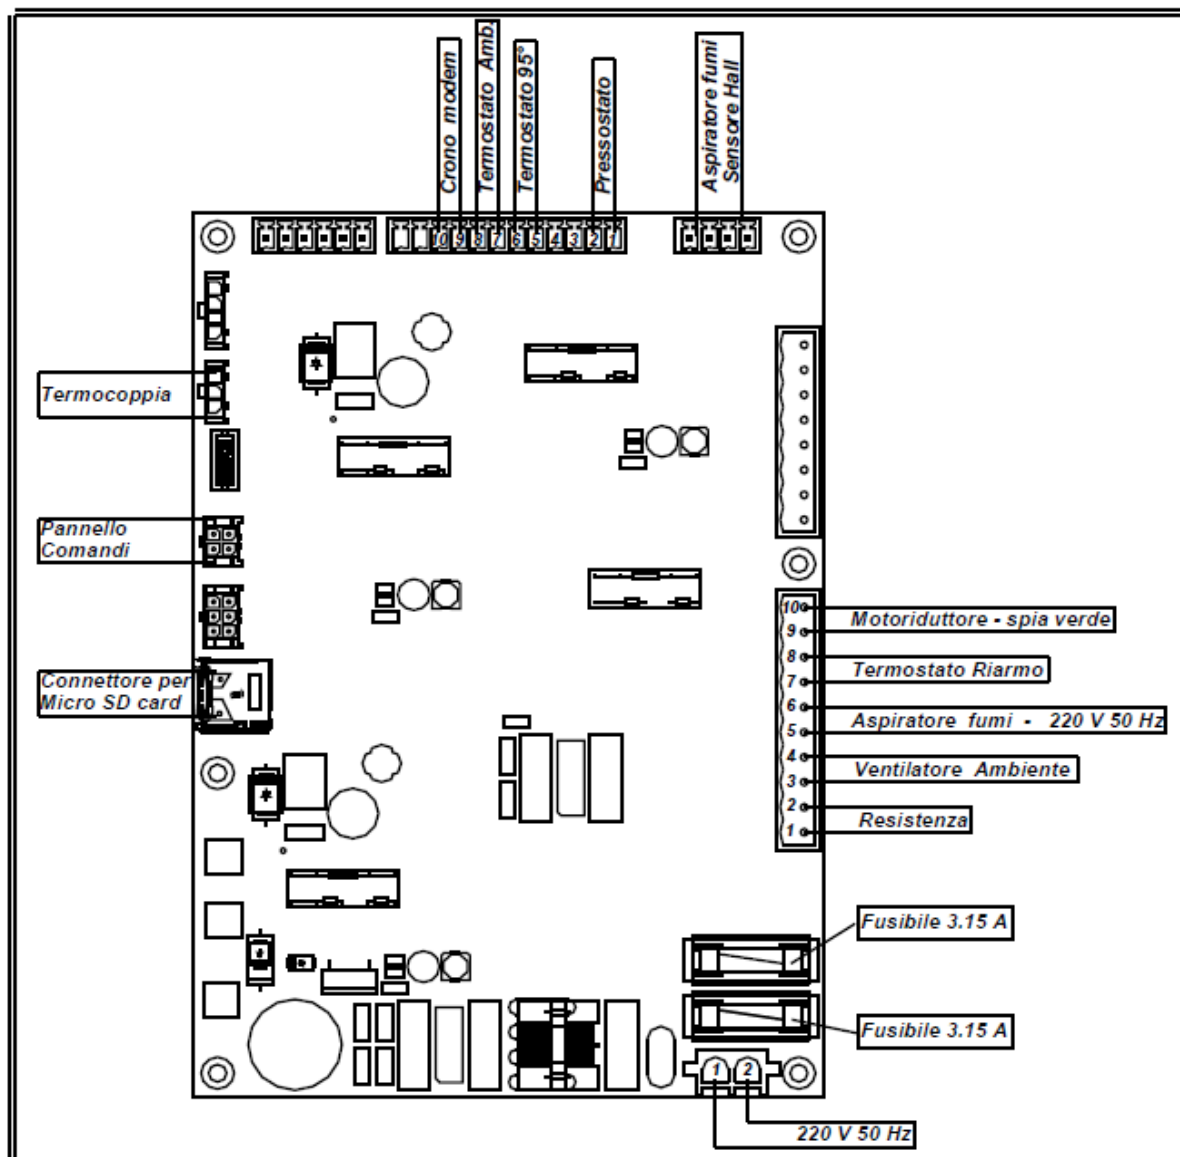 Crono modem
Termostato Amb.
Termostato 95°
Pressostato
Aspiratore fumi
Sensore Hall
10 9 8 7 6 5 4 3 2 1
Termocoppia
Pannello
Comandi
Connettore per
Micro SD card
10
Motoriduttore - spia verde
9
8
Termostato Riarmo
7
6
Aspiratore fumi - 220 V 50 Hz
5
4
Ventilatore Ambiente
3
2
Resistenza
1
Fusibile 3.15 A
Fusibile 3.15 A
1 2
220 V 50 Hz